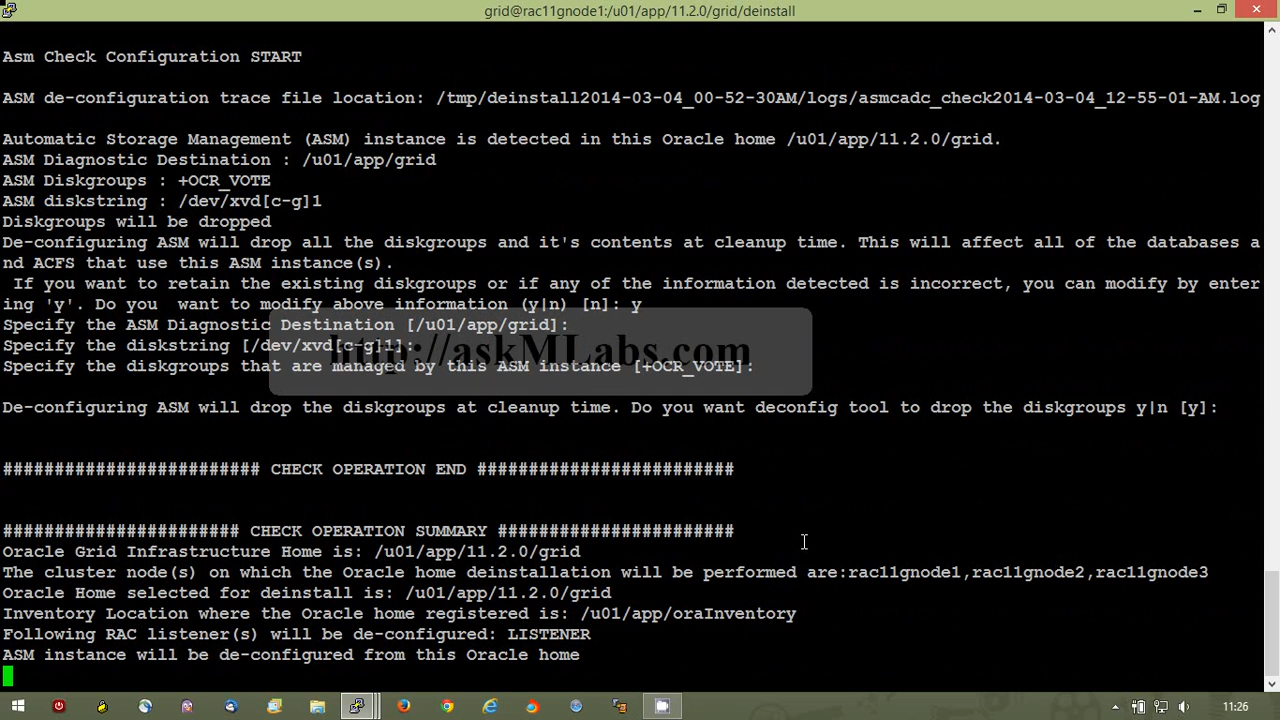 grid@rac11gnode1:/u01/app/11.2.0/grid/deinstall
Asm Check Configuration START
ASM de-configuration trace file location: /tmp/deinstall2014-03-04_00-52-30AM/logs/asmcadc_check2014-03-04_12-55-01-AM.log
Automatic Storage Management (ASM) instance is detected in this Oracle home /u01/app/11.2.0/grid.
ASM Diagnostic Destination : /u01/app/grid
ASM Diskgroups : +OCR_VOTE
ASM diskstring : /dev/xvd[c-g]1
Diskgroups will be dropped
De-configuring ASM will drop all the diskgroups and it's contents at cleanup time. This will affect all of the databases a
nd ACFS that use this ASM instance(s).
If you want to retain the existing diskgroups or if any of the information detected is incorrect, you can modify by enter
ing 'y'. Do you  want to modify above information (y|n) [n]: y
Specify the ASM Diagnostic Destination [/u01/app/grid]:
Specify the diskstring [/dev/xvd[c-g]1]:
http://askMLabs.com
Specify the diskgroups that are managed by this ASM instance [+OCR_VOTE]:
De-configuring ASM will drop the diskgroups at cleanup time. Do you want deconfig tool to drop the diskgroups y|n [y]:
######################### CHECK OPERATION END #########################
####################### CHECK OPERATION SUMMARY #######################
Oracle Grid Infrastructure Home is: /u01/app/11.2.0/grid
The cluster node(s) on which the Oracle home deinstallation will be performed are:rac11gnode1,rac11gnode2,rac11gnode3
Oracle Home selected for deinstall is: /u01/app/11.2.0/grid
Inventory Location where the Oracle home registered is: /u01/app/oraInventory
Following RAC listener(s) will be de-configured: LISTENER
ASM instance will be de-configured from this Oracle home
11:26